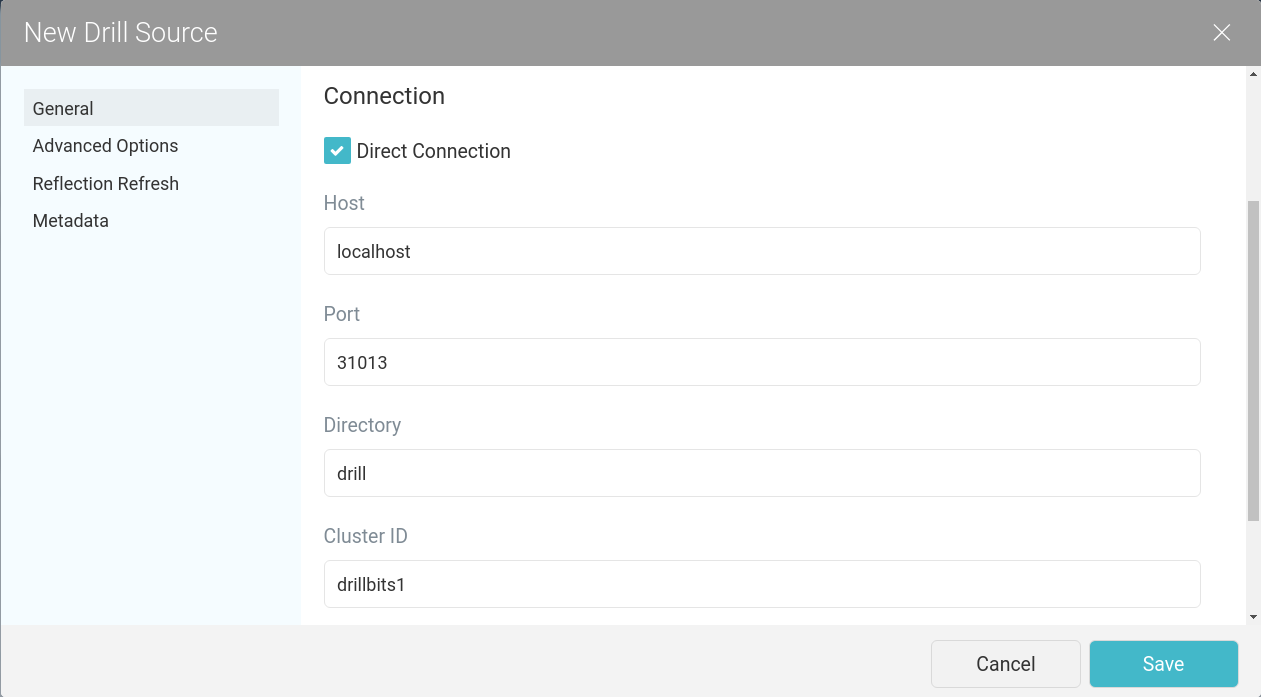 New Drill Source
General
Advanced Options
Reflection Refresh
Metadata
Connection
Direct Connection
Host
localhost
Port
31013
Directory
drill
Cluster ID
drillbits1
Cancel
Save